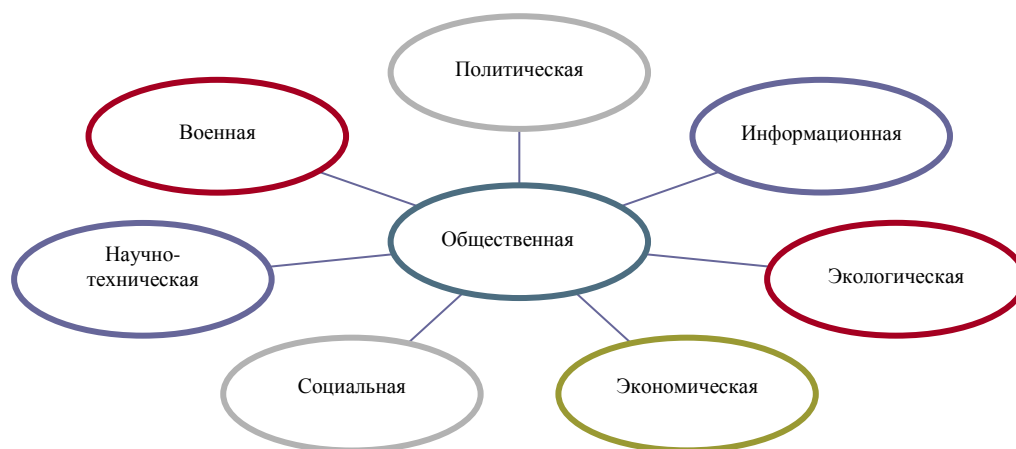 Политическая
Военная
Информационная
Общественная
Научно-
техническая
Экологическая
Социальная
Экономическая